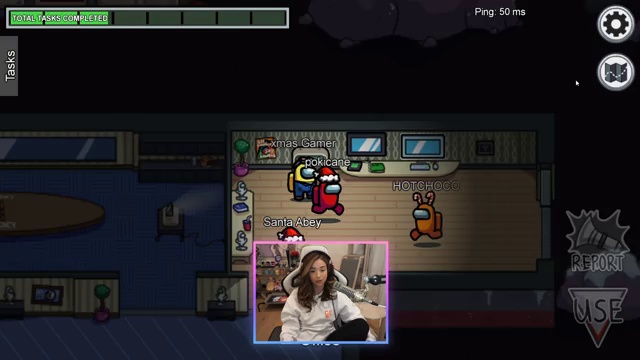 TOTAL TASKS COMPLETED
Ping: 50 ms
Tasks
xmas Gamer
pokicane
HOTCHOCO
Santa Abey
REPORT
USE